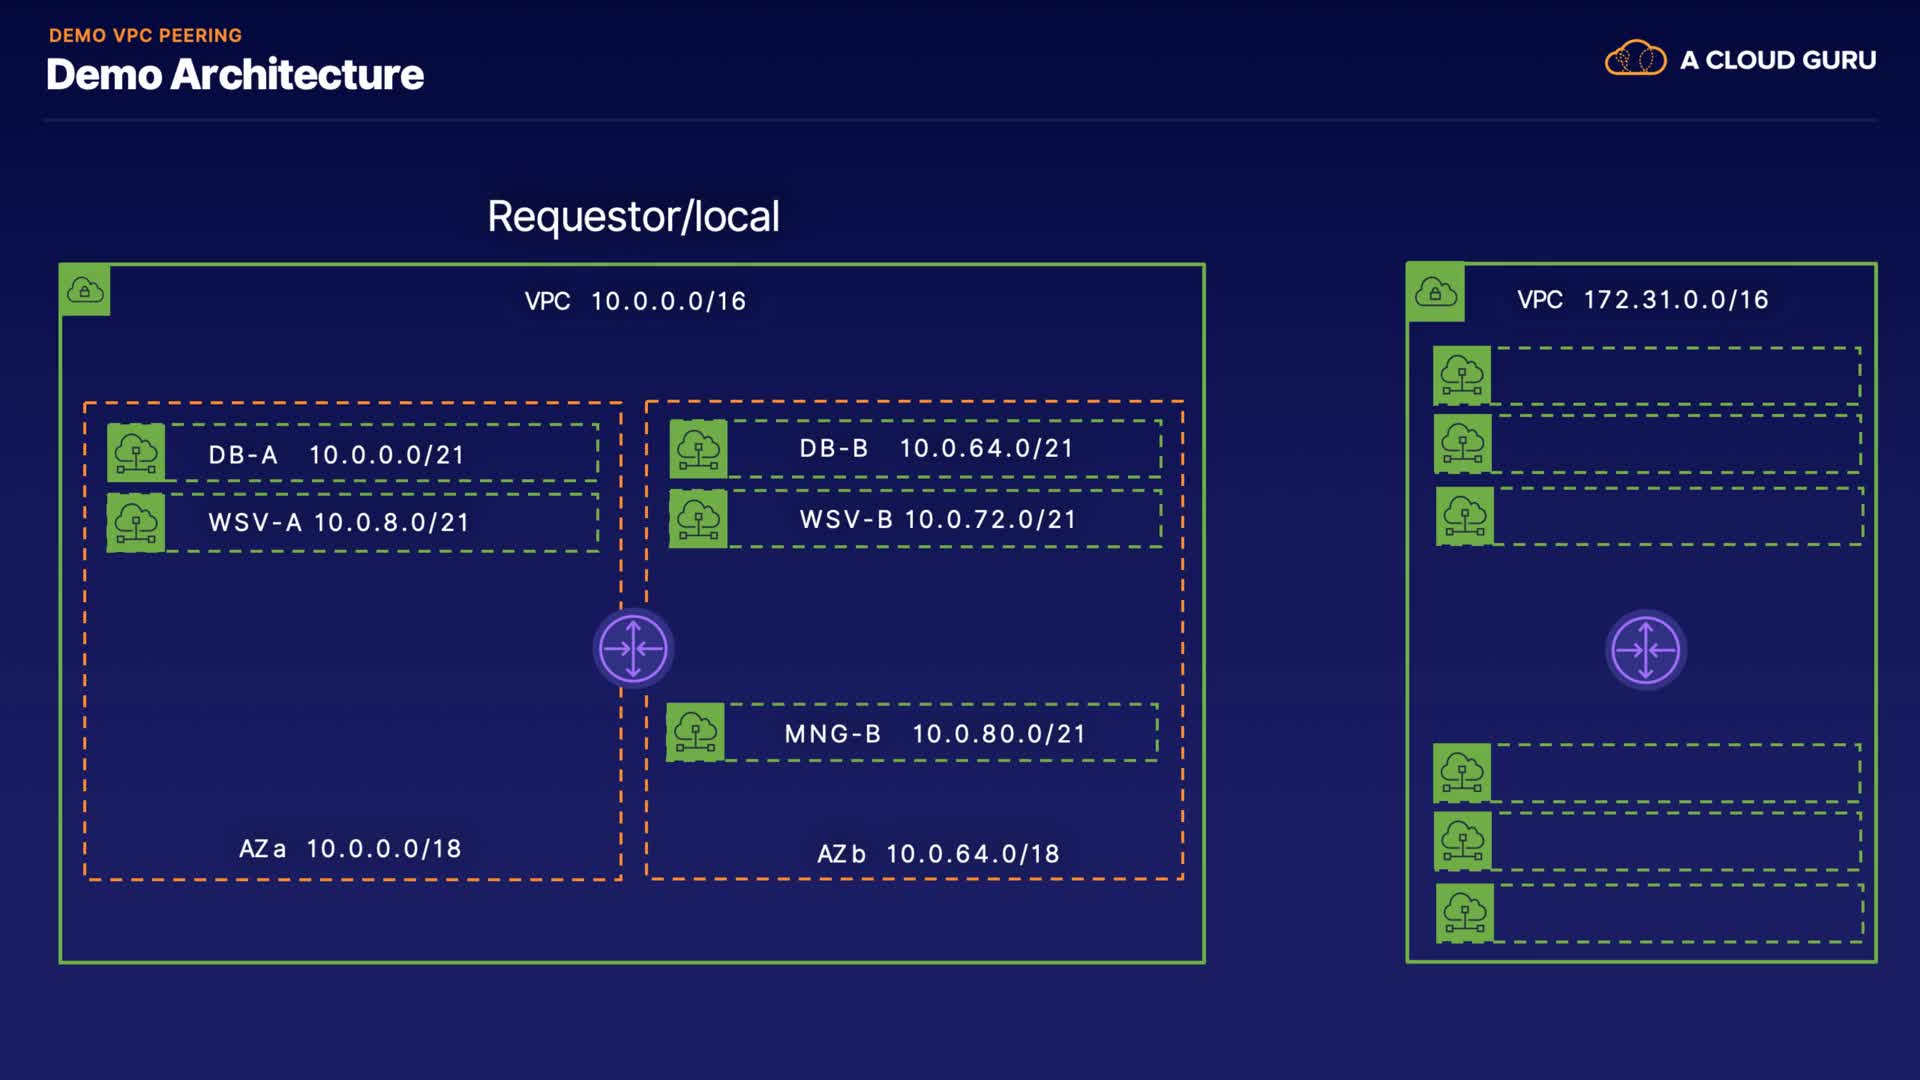 DEMO VPC PEERING
Demo Architecture
A CLOUD GURU
Requestor/local
VPC 10.0.0.0/16
DB-A 10.0.0.0/21
WSV-A 10.0.8.0/21
AZa 10.0.0.0/18
DB-B 10.0.64.0/21
WSV-B 10.0.72.0/21
MNG-B 10.0.80.0/21
AZb 10.0.64.0/18
VPC 172.31.0.0/16